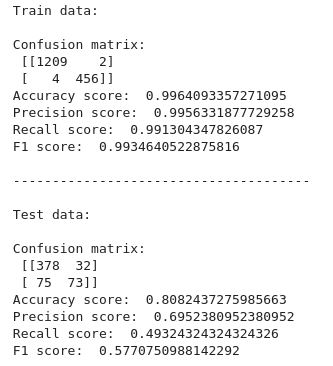 Train data:
Confusion matrix:
[[1209    2]
[   4  456]]
Accuracy score:  0.9964093357271095
Precision score:  0.9956331877729258
Recall score:  0.991304347826087
F1 score:  0.9934640522875816
--------------------------------------
Test data:
Confusion matrix:
[[378  32]
[ 75  73]]
Accuracy score:  0.8082437275985663
Precision score:  0.6952380952380952
Recall score:  0.49324324324324326
F1 score:  0.5770750988142292